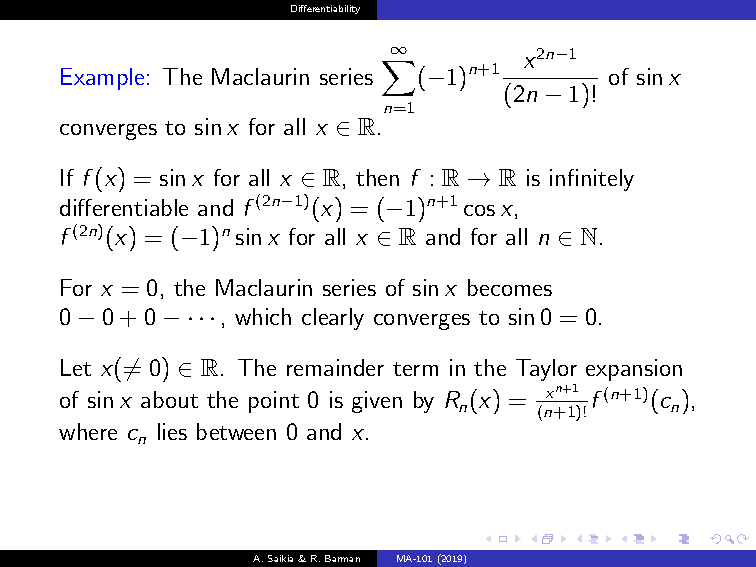 Differentiability
Example: The Maclaurin series $\sum_{n=1}^{\infty} (-1)^{n+1} \frac{x^{2n-1}}{(2n-1)!}$ of sin x
converges to sin x for all x ∈ ℝ.
If f(x) = sin x for all x ∈ ℝ, then f : ℝ → ℝ is infinitely
differentiable and $f^{(2n-1)}(x) = (-1)^{n+1} \cos x$,
$f^{(2n)}(x) = (-1)^n \sin x$ for all x ∈ ℝ and for all n ∈ ℕ.
For x = 0, the Maclaurin series of sin x becomes
0 − 0 + 0 − ···, which clearly converges to sin 0 = 0.
Let x(≠ 0) ∈ ℝ. The remainder term in the Taylor expansion
of sin x about the point 0 is given by $R_n(x) = \frac{x^{n+1}}{(n+1)!} f^{(n+1)}(c_n)$,
where $c_n$ lies between 0 and x.
A. Saikia & R. Barman MA-101 (2019)